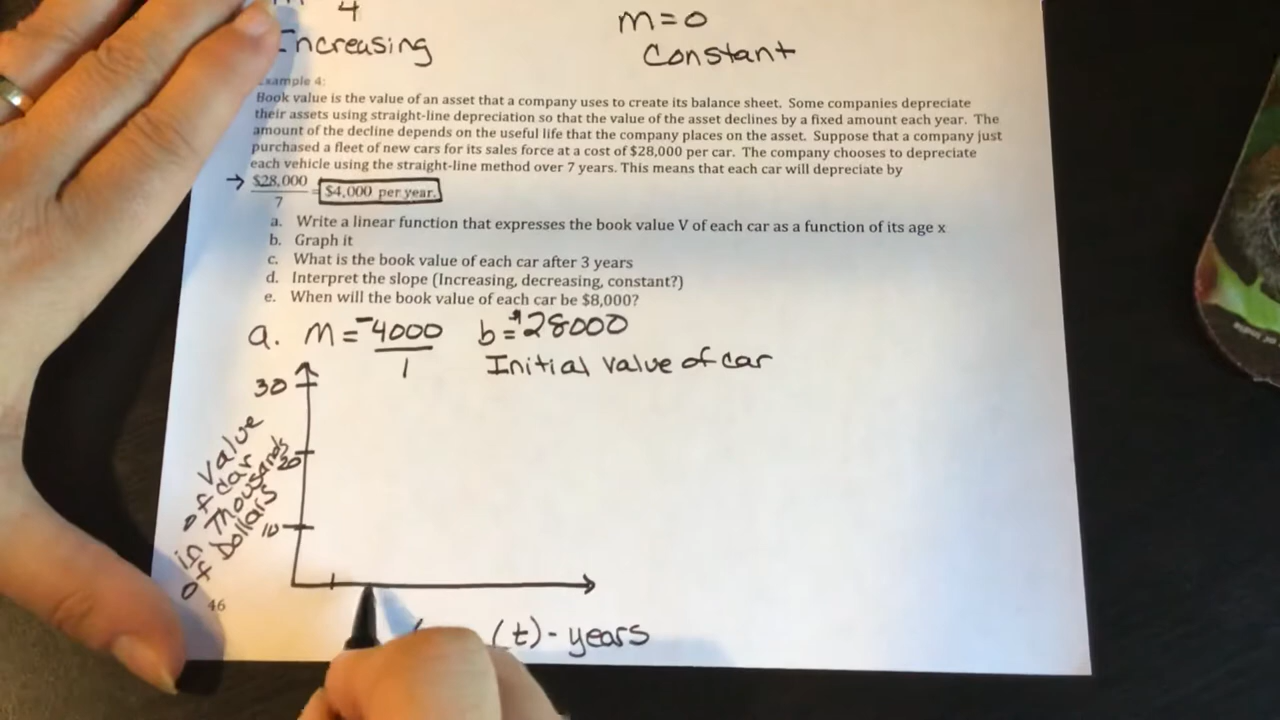 4
m=0
Increasing
Constant
Example 4:
Book value is the value of an asset that a company uses to create its balance sheet. Some companies depreciate
their assets using straight-line depreciation so that the value of the asset declines by a fixed amount each year. The
amount of the decline depends on the useful life that the company places on the asset. Suppose that a company just
purchased a fleet of new cars for its sales force at a cost of $28,000 per car. The company chooses to depreciate
each vehicle using the straight-line method over 7 years. This means that each car will depreciate by
→ $28,000 = $4,000 per year.
7
a. Write a linear function that expresses the book value V of each car as a function of its age x
b. Graph it
c. What is the book value of each car after 3 years
d. Interpret the slope (Increasing, decreasing, constant?)
e. When will the book value of each car be $8,000?
a. m = -4000 b = $28000
1
Initial value of car
30
20
10
Value
of car
in Thousands
of Dollars
46
(t) - years